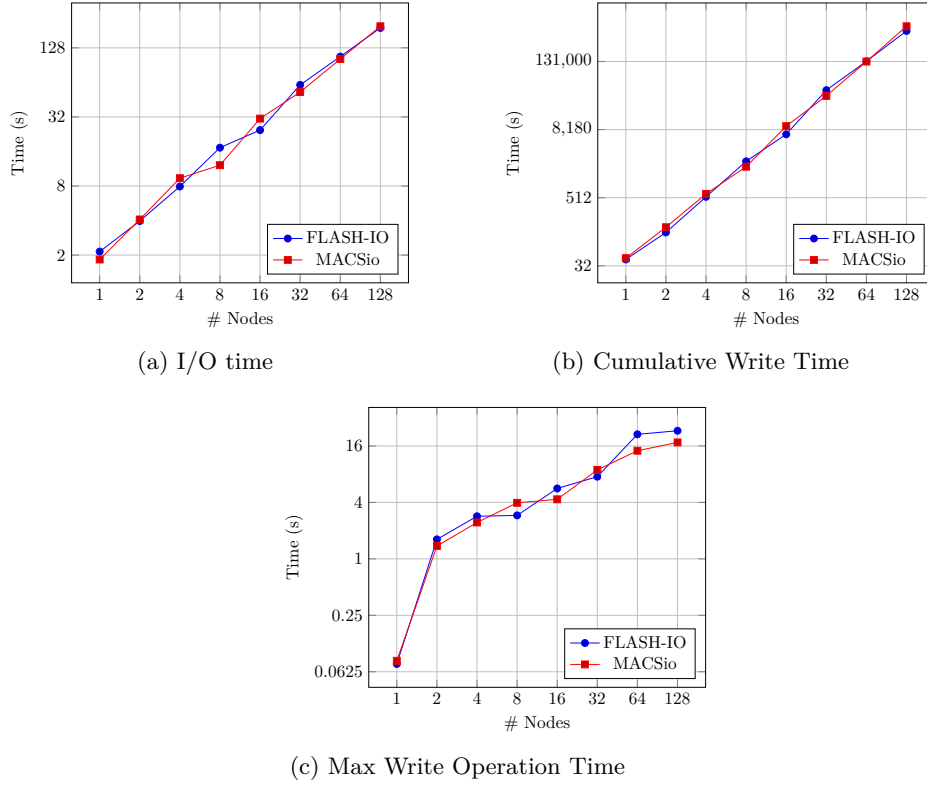 128
32
8
2
Time (s)
1 2 4 8 16 32 64 128
# Nodes
FLASH-IO
MACSio
(a) I/O time
131,000
8,180
512
32
Time (s)
1 2 4 8 16 32 64 128
# Nodes
FLASH-IO
MACSio
(b) Cumulative Write Time
16
4
1
0.25
0.0625
Time (s)
1 2 4 8 16 32 64 128
# Nodes
FLASH-IO
MACSio
(c) Max Write Operation Time